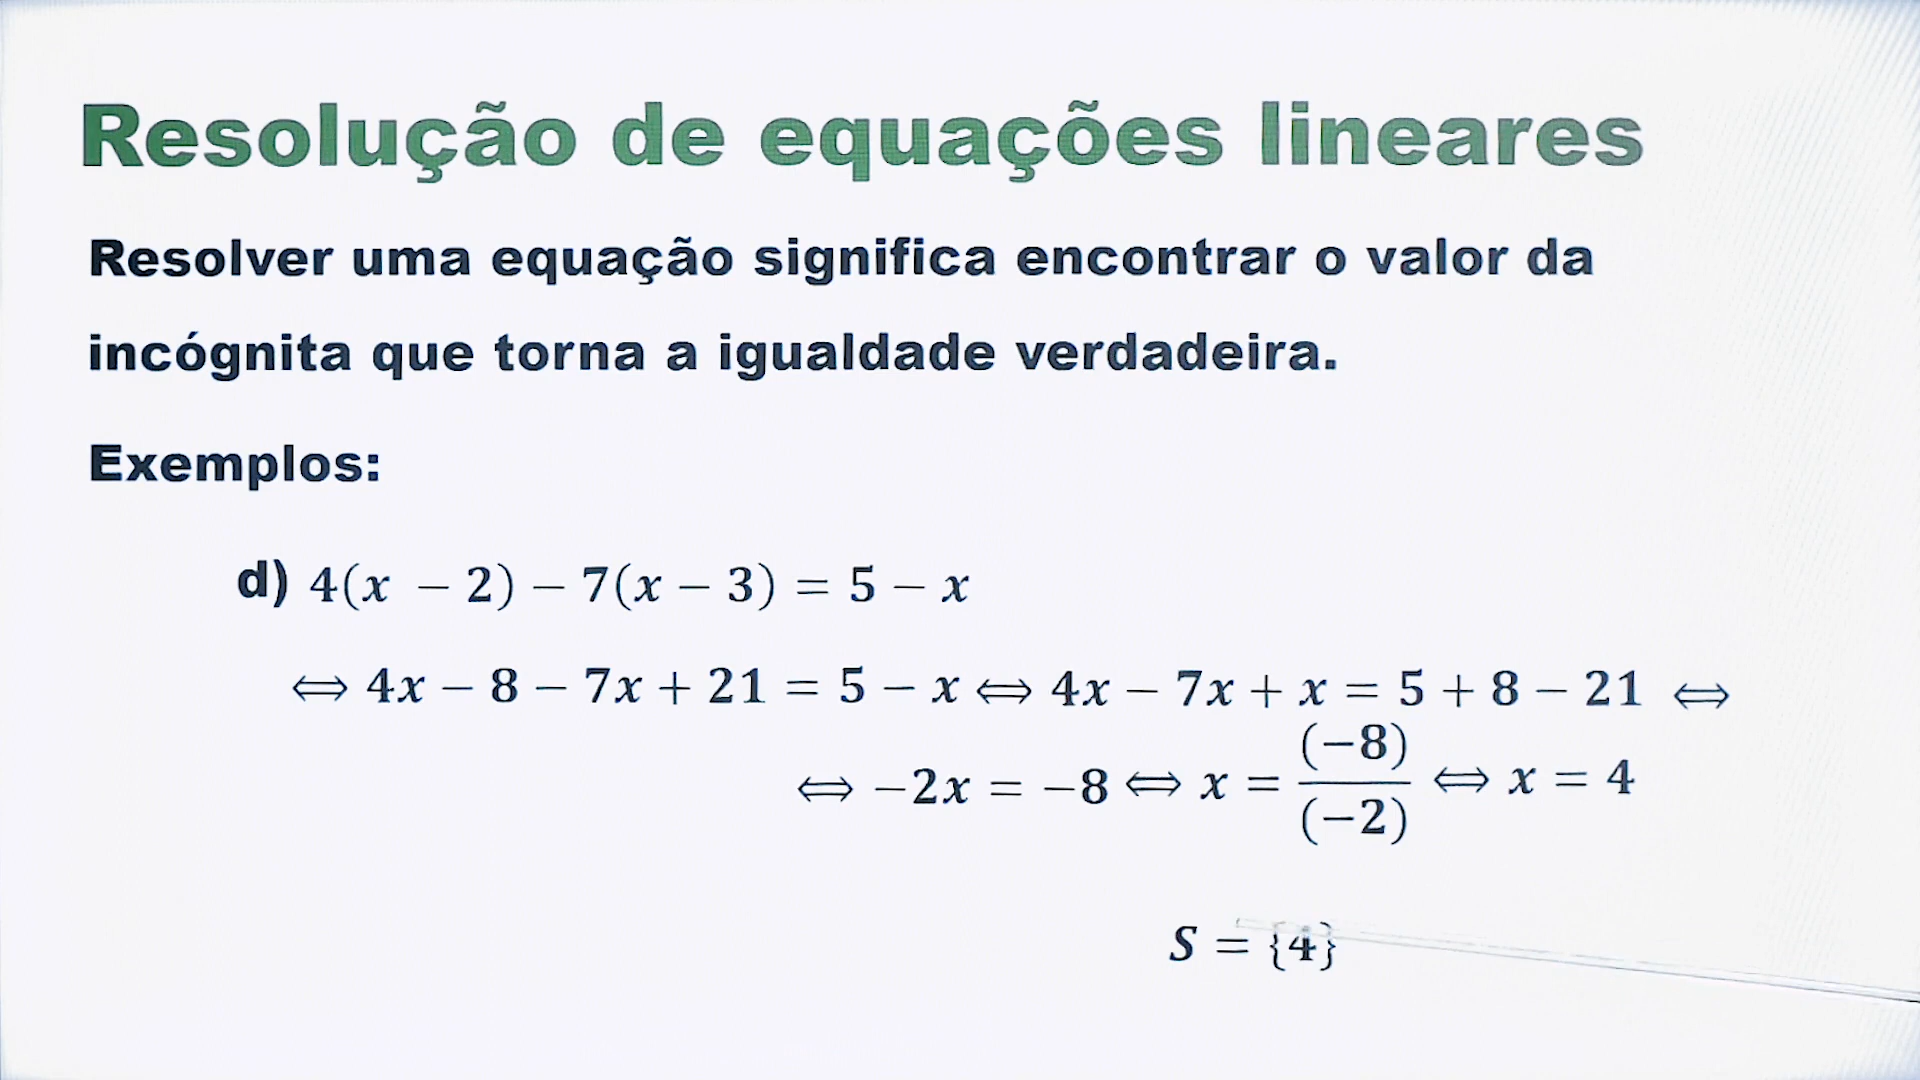 Resolução de equações lineares
Resolver uma equação significa encontrar o valor da
incógnita que torna a igualdade verdadeira.
Exemplos:
d) 4(x − 2) − 7(x − 3) = 5 − x
⟺ 4x − 8 − 7x + 21 = 5 − x ⟺ 4x − 7x + x = 5 + 8 − 21 ⟺
⟺ −2x = −8 ⟺ x = (−8)/(−2) ⟺ x = 4
S = {4}